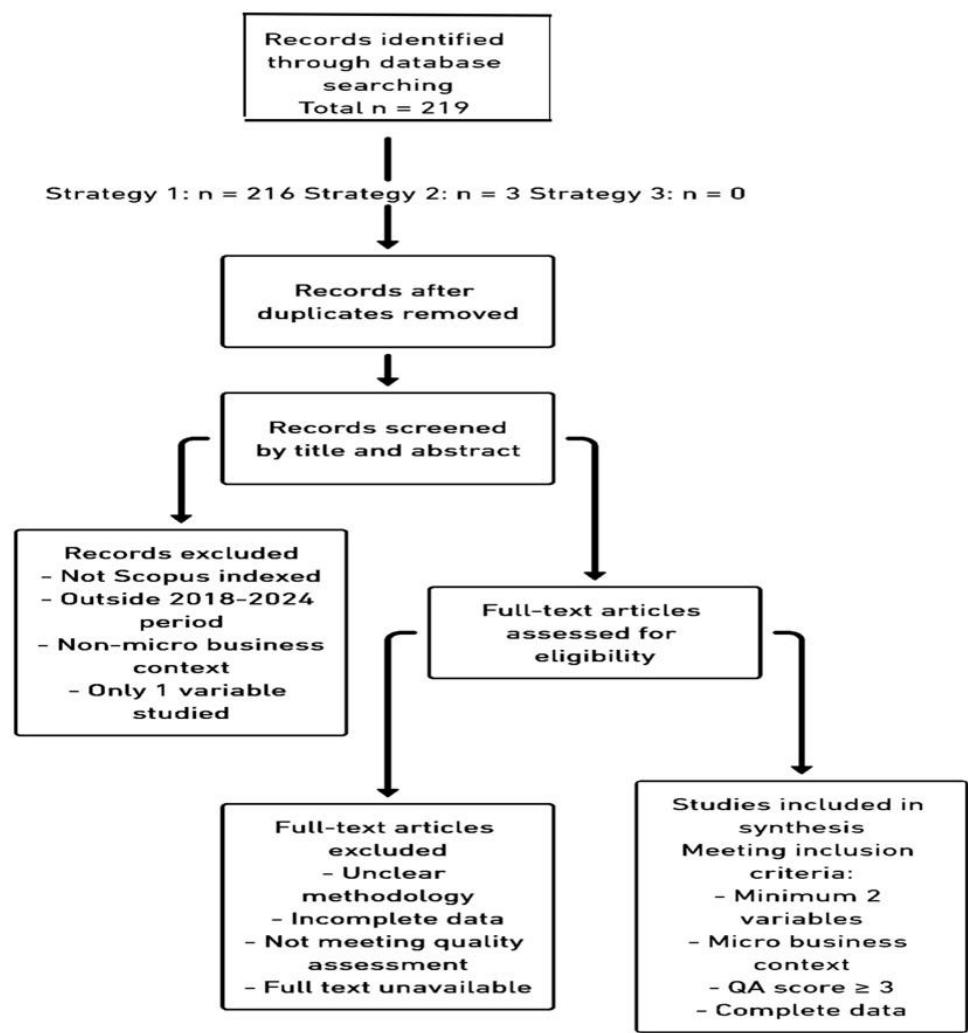 Records identified
through database
searching
Total n = 219
Strategy 1: n = 216 Strategy 2: n = 3 Strategy 3: n = 0
Records after
duplicates removed
Records screened
by title and abstract
Records excluded
- Not Scopus indexed
- Outside 2018-2024
period
- Non-micro business
context
- Only 1 variable
studied
Full-text articles
assessed for
eligibility
Full-text articles
excluded
- Unclear
methodology
- Incomplete data
- Not meeting quality
assessment
- Full text unavailable
Studies included in
synthesis
Meeting inclusion
criteria:
- Minimum 2
variables
- Micro business
context
- QA score ≥ 3
- Complete data